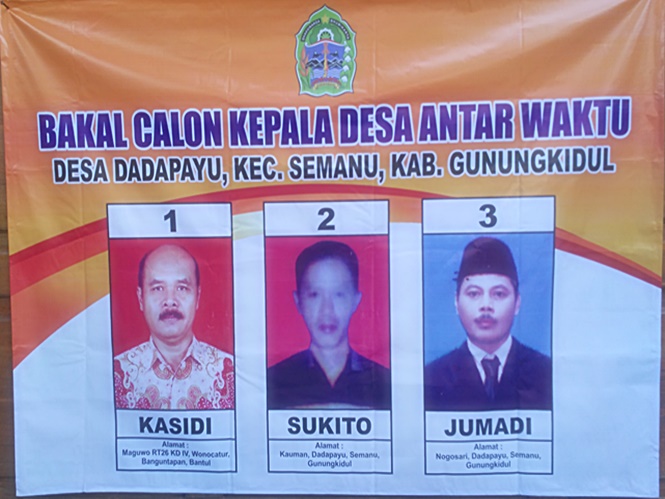 BAKAL CALON KEPALA DESA ANTAR WAKTU
DESA DADAPAYU, KEC. SEMANU, KAB. GUNUNGKIDUL
1
2
3
KASIDI
Alamat :
Maguwo RT26 KD IV, Wonocatur,
Banguntapan, Bantul
SUKITO
Alamat :
Kauman, Dadapayu, Semanu,
Gunungkidul
JUMADI
Alamat :
Nogosari, Dadapayu, Semanu,
Gunungkidul